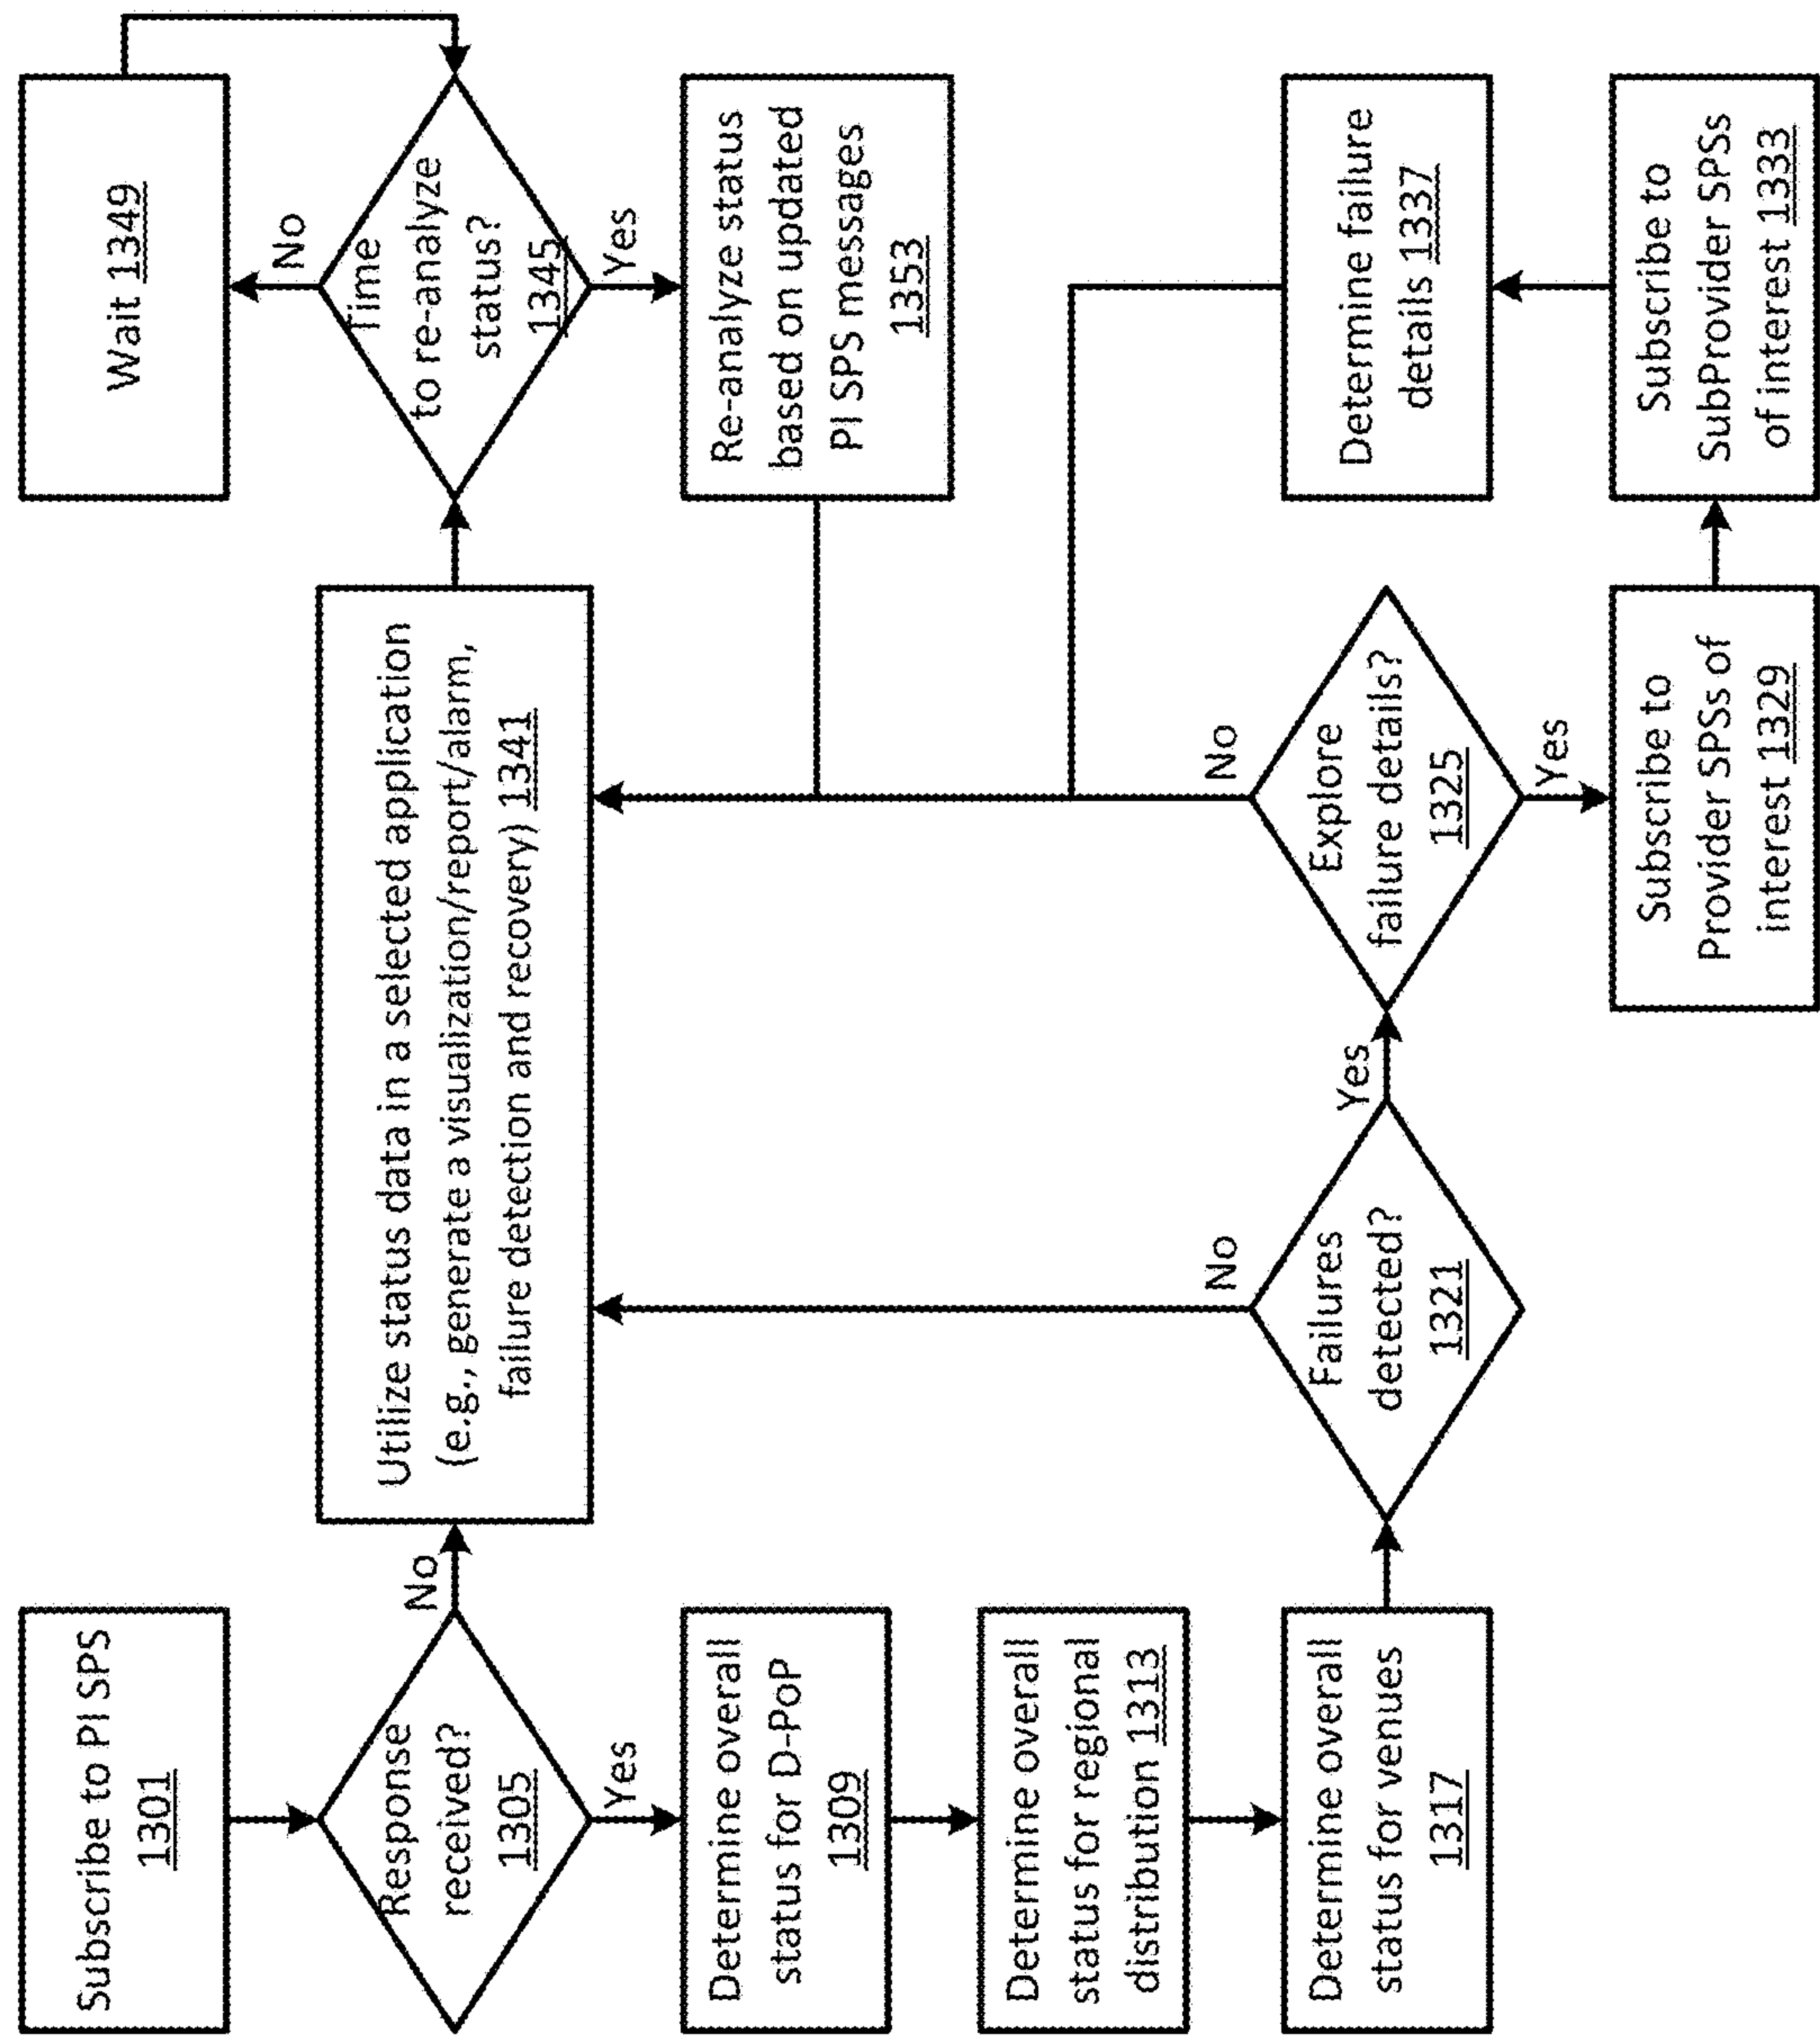 Subscribe to PI SPS
1301
Response
received?
1305
No
Yes
Determine overall
status for D-PoP
1309
Determine overall
status for regional
distribution 1313
Determine overall
status for venues
1317
Failures
detected?
1321
No
Yes
Explore
failure details?
1325
No
Yes
Subscribe to
Provider SPSs of
interest 1329
Subscribe to
SubProvider SPSs
of interest 1333
Determine failure
details 1337
Utilize status data in a selected application
(e.g., generate a visualization/report/alarm,
failure detection and recovery) 1341
Time
to re-analyze
status?
1345
No
Yes
Wait 1349
Re-analyze status
based on updated
PI SPS messages
1353